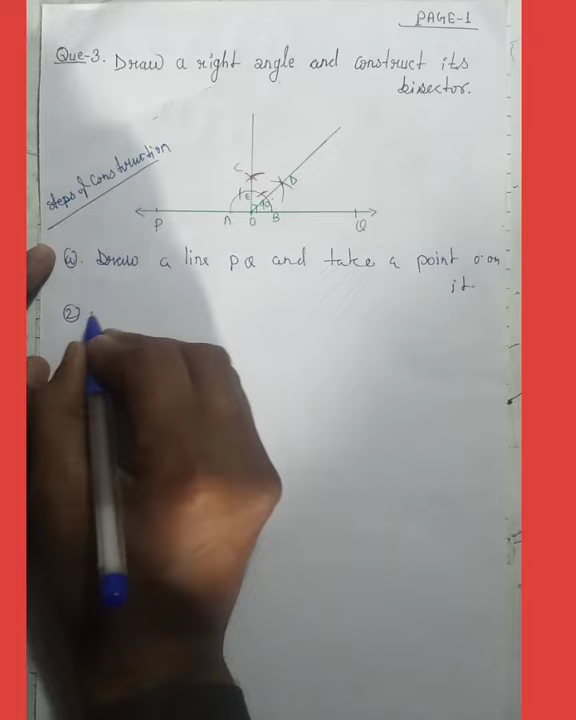 PAGE-1
Que-3. Draw a right angle and construct its
bisector.
steps of construction
C
D
E
90°
P A O B Q
①. Draw a line PQ and take a point O on
it.
②